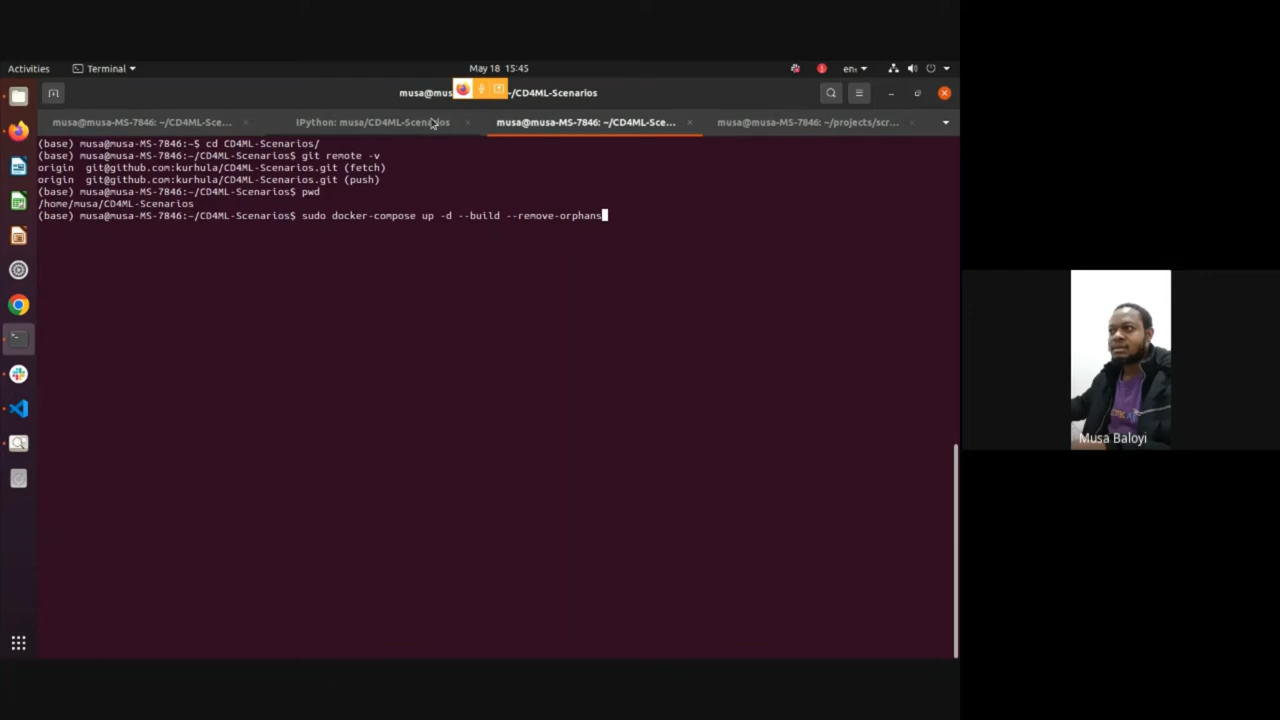 Activities
Terminal
May 18 15:45
en₁
musa@mus
~/CD4ML-Scenarios
musa@musa-MS-7846: ~/CD4ML-Sce...
IPython: musa/CD4ML-Scenarios
musa@musa-MS-7846: ~/CD4ML-Sce...
musa@musa-MS-7846: ~/projects/scr...
(base) musa@musa-MS-7846:~$ cd CD4ML-Scenarios/
(base) musa@musa-MS-7846:~/CD4ML-Scenarios$ git remote -v
origin  git@github.com:kurhula/CD4ML-Scenarios.git (fetch)
origin  git@github.com:kurhula/CD4ML-Scenarios.git (push)
(base) musa@musa-MS-7846:~/CD4ML-Scenarios$ pwd
/home/musa/CD4ML-Scenarios
(base) musa@musa-MS-7846:~/CD4ML-Scenarios$ sudo docker-compose up -d --build --remove-orphans
Musa Baloyi